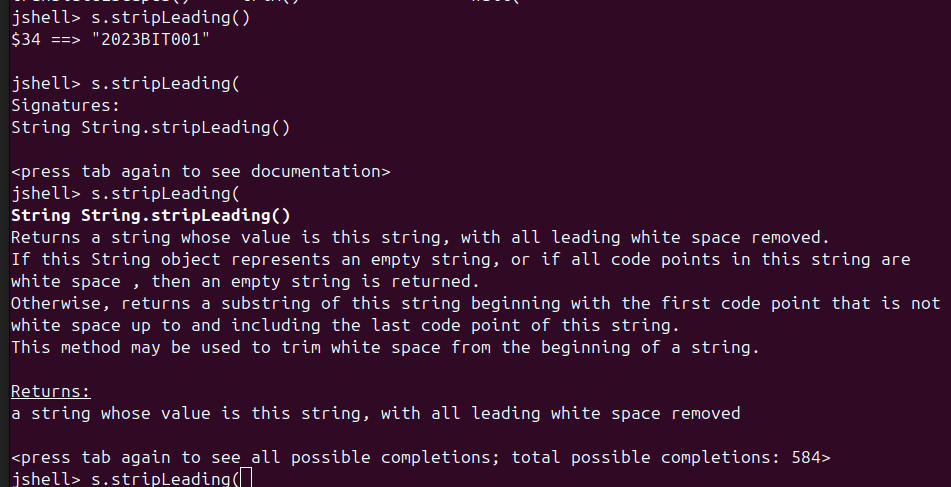 jshell> s.stripLeading()
$34 ==> "2023BIT001"
jshell> s.stripLeading(
Signatures:
String String.stripLeading()
<press tab again to see documentation>
jshell> s.stripLeading(
String String.stripLeading()
Returns a string whose value is this string, with all leading white space removed.
If this String object represents an empty string, or if all code points in this string are
white space , then an empty string is returned.
Otherwise, returns a substring of this string beginning with the first code point that is not
white space up to and including the last code point of this string.
This method may be used to trim white space from the beginning of a string.
Returns:
a string whose value is this string, with all leading white space removed
<press tab again to see all possible completions; total possible completions: 584>
jshell> s.stripLeading(